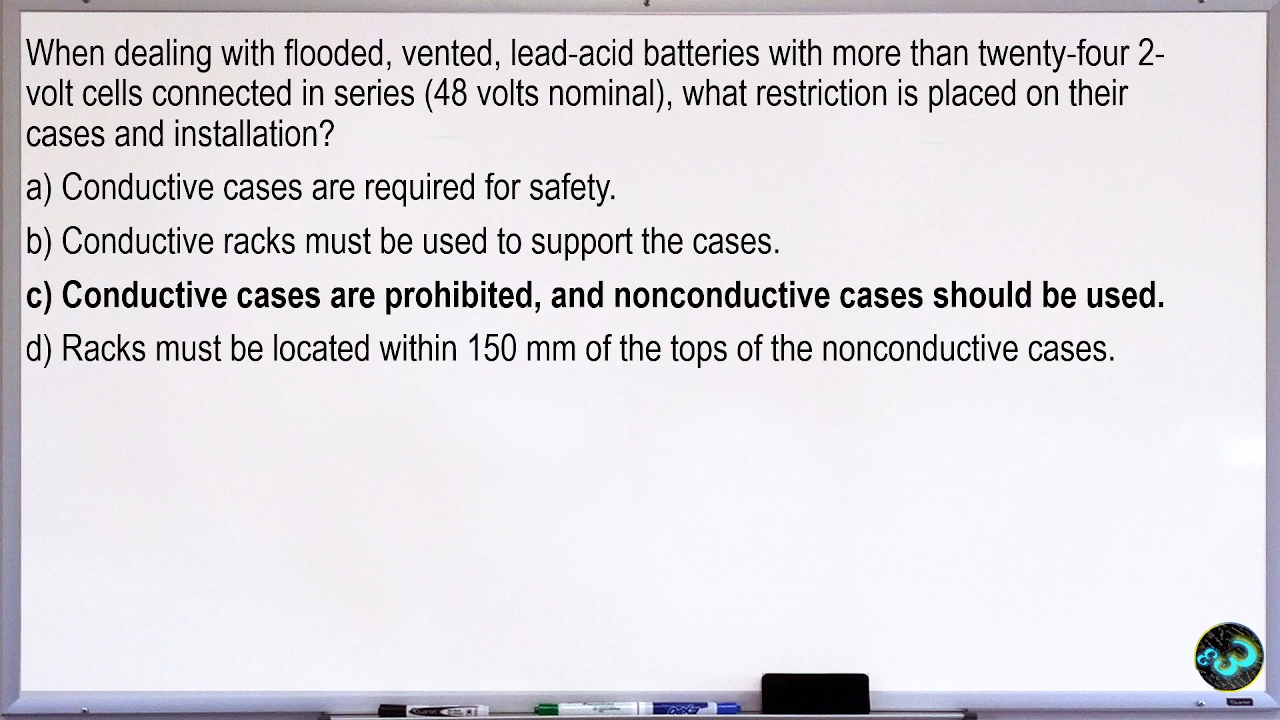 When dealing with flooded, vented, lead-acid batteries with more than twenty-four 2-
volt cells connected in series (48 volts nominal), what restriction is placed on their
cases and installation?
a) Conductive cases are required for safety.
b) Conductive racks must be used to support the cases.
c) Conductive cases are prohibited, and nonconductive cases should be used.
d) Racks must be located within 150 mm of the tops of the nonconductive cases.